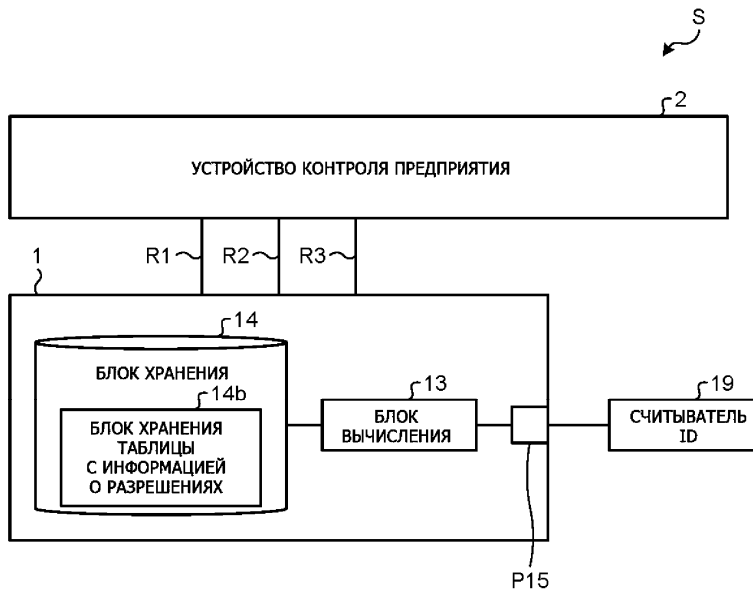 S
2
УСТРОЙСТВО КОНТРОЛЯ ПРЕДПРИЯТИЯ
R1 R2 R3
1
14
БЛОК ХРАНЕНИЯ
14b
БЛОК ХРАНЕНИЯ
ТАБЛИЦЫ
С ИНФОРМАЦИЕЙ
О РАЗРЕШЕНИЯХ
13
БЛОК
ВЫЧИСЛЕНИЯ
19
СЧИТЫВАТЕЛЬ
ID
P15